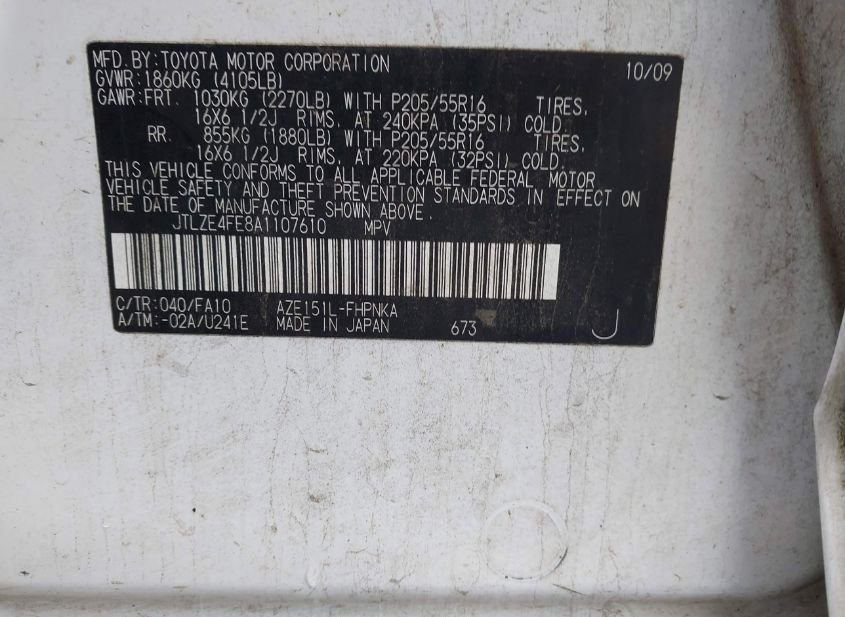 MFD.BY:TOYOTA MOTOR CORPORATION 10/09
GVWR:1860KG (4105LB)
GAWR:FRT. 1030KG (2270LB) WITH P205/55R16 TIRES,
16X6 1/2J RIMS, AT 240KPA (35PSI) COLD
RR. 855KG (1880LB) WITH P205/55R16 TIRES,
16X6 1/2J RIMS, AT 220KPA (32PSI) COLD.
THIS VEHICLE CONFORMS TO ALL APPLICABLE FEDERAL MOTOR
VEHICLE SAFETY AND THEFT PREVENTION STANDARDS IN EFFECT ON
THE DATE OF MANUFACTURE SHOWN ABOVE.
JTLZE4FE8A1107610 MPV
C/TR:040/FA10 AZE151L-FHPNKA
A/TM:-02A/U241E MADE IN JAPAN 673 J